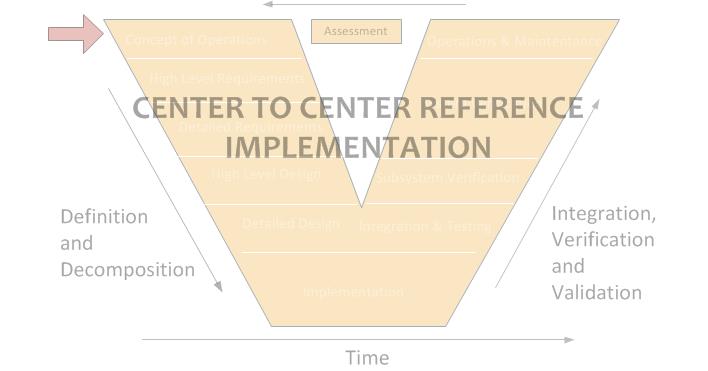 Assessment
Concept of Operations
Operations & Maintentance
High Level Requirements
CENTER TO CENTER REFERENCE
Detailed Requirements
IMPLEMENTATION
High Level Design
Subsystem Verification
Detailed Design
Integration & Testing
Implementation
Definition
and
Decomposition
Integration,
Verification
and
Validation
Time